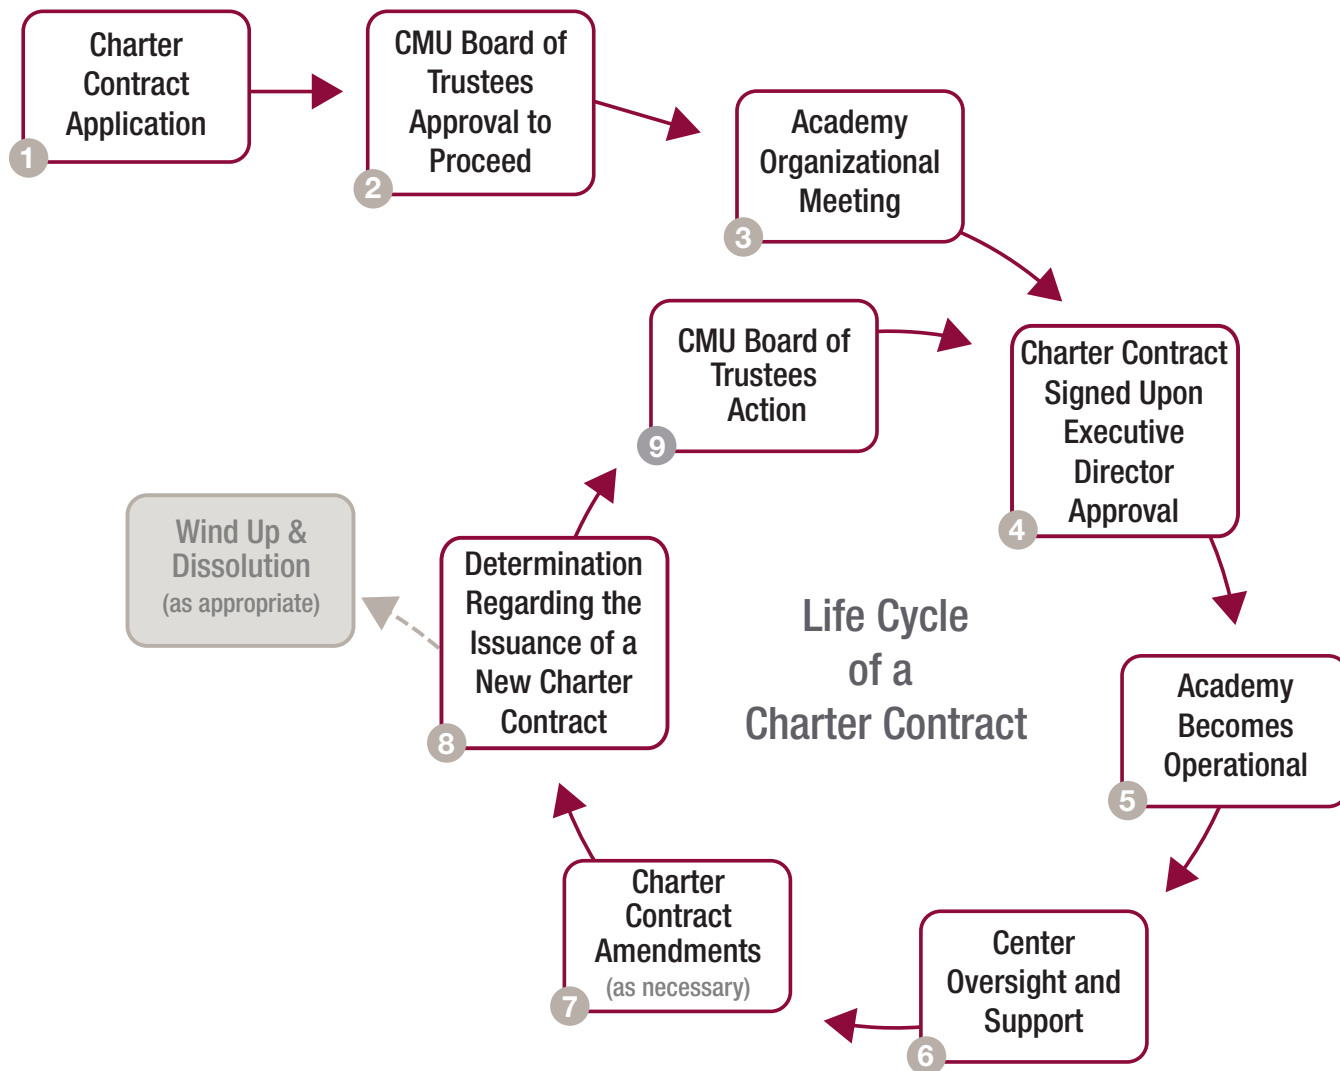 Charter
Contract
Application
1
CMU Board of
Trustees
Approval to
Proceed
2
Academy
Organizational
Meeting
3
Charter Contract
Signed Upon
Executive
Director
Approval
4
Academy
Becomes
Operational
5
Center
Oversight and
Support
6
Charter
Contract
Amendments
(as necessary)
7
Determination
Regarding the
Issuance of a
New Charter
Contract
8
CMU Board of
Trustees
Action
9
Wind Up &
Dissolution
(as appropriate)
Life Cycle
of a
Charter Contract